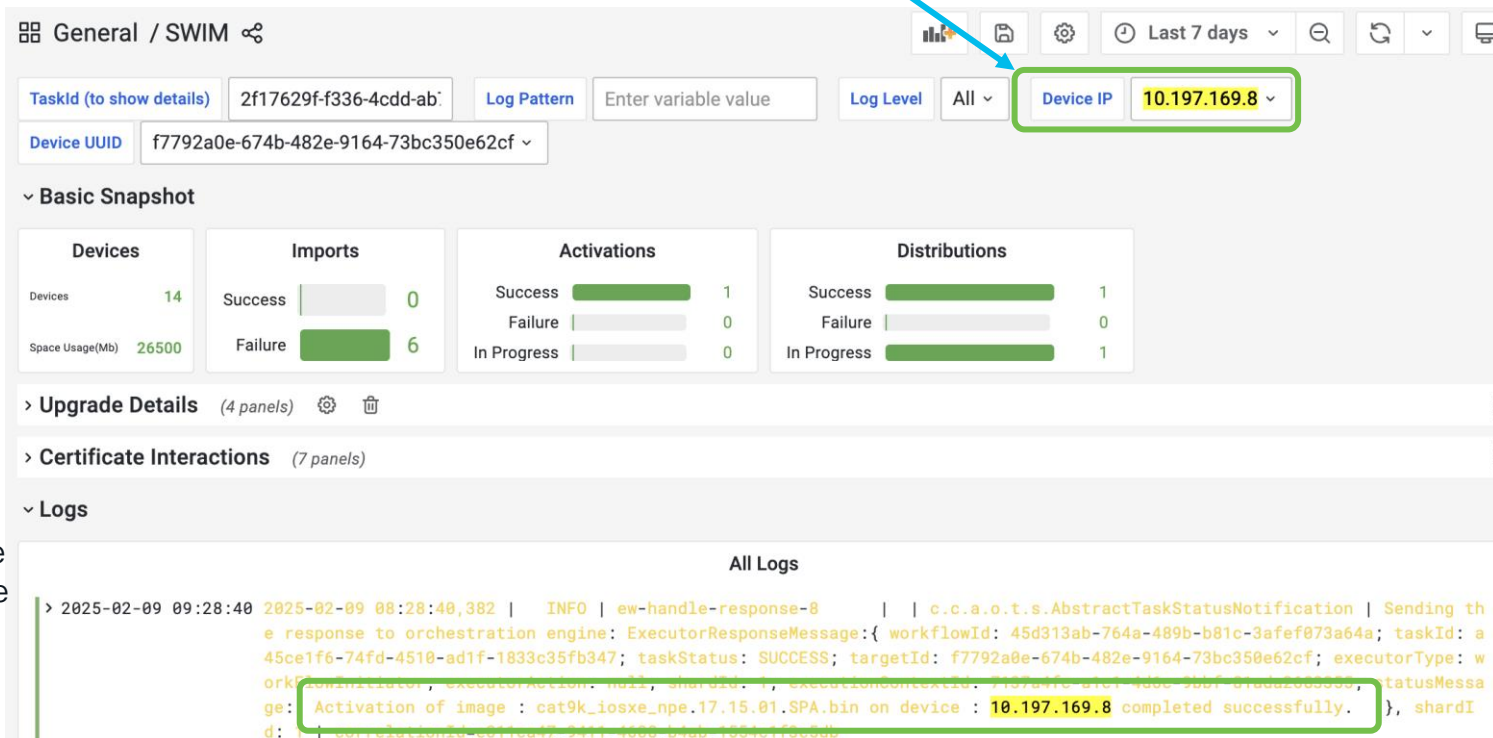 General / SWIM
Last 7 days
TaskId (to show details) 2f17629f-f336-4cdd-ab Log Pattern Enter variable value Log Level All Device IP 10.197.169.8
Device UUID f7792a0e-674b-482e-9164-73bc350e62cf
Basic Snapshot
Devices
Devices 14
Space Usage(Mb) 26500
Imports
Success 0
Failure 6
Activations
Success 1
Failure 0
In Progress 0
Distributions
Success 1
Failure 0
In Progress 1
Upgrade Details (4 panels)
Certificate Interactions (7 panels)
Logs
e
e
All Logs
2025-02-09 09:28:40 2025-02-09 08:28:40,382 | INFO | ew-handle-response-8 | | c.c.a.o.t.s.AbstractTaskStatusNotification | Sending th
e response to orchestration engine: ExecutorResponseMessage:{ workflowId: 45d313ab-764a-489b-b81c-3afef073a64a; taskId: a
45ce1f6-74fd-4510-ad1f-1833c35fb347; taskStatus: SUCCESS; targetId: f7792a0e-674b-482e-9164-73bc350e62cf; executorType: w
orkFlowInitiator; executorAction: null; shardId: 1; executionContextId: statusMessa
ge: Activation of image : cat9k_iosxe_npe.17.15.01.SPA.bin on device : 10.197.169.8 completed successfully. }, shardI
d: